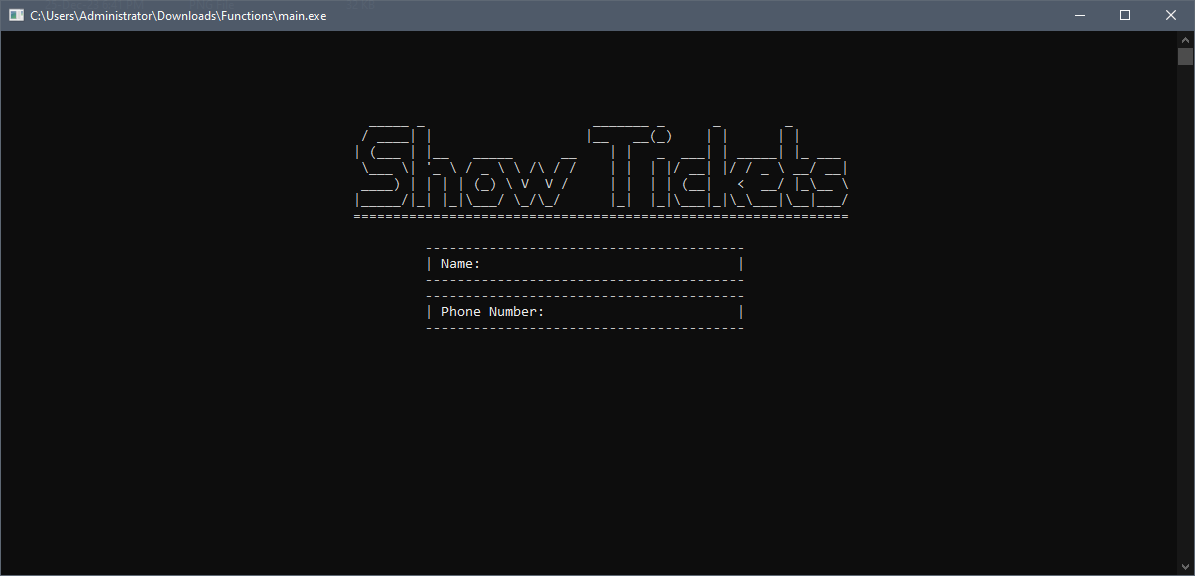 C:\Users\Administrator\Downloads\Functions\main.exe
Show Tickets
Name:
Phone Number: